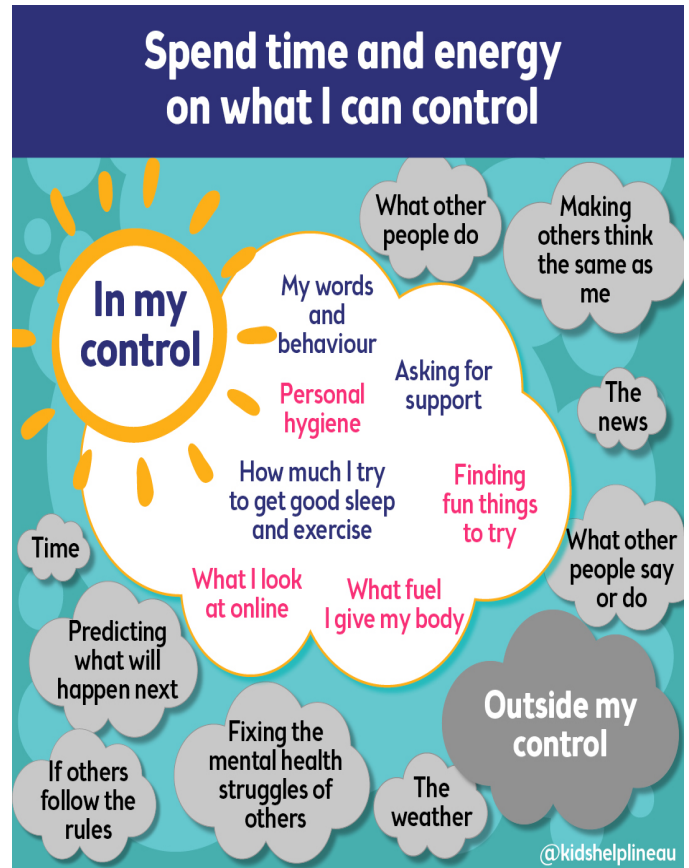 Spend time and energy
on what I can control
In my
control
My words
and
behaviour
Asking for
support
Personal
hygiene
How much I try
to get good sleep
and exercise
Finding
fun things
to try
What I look
at online
What fuel
I give my body
What other
people do
Making
others think
the same as
me
The
news
What other
people say
or do
Time
Predicting
what will
happen next
If others
follow the
rules
Fixing the
mental health
struggles of
others
The
weather
Outside my
control
@kidshelplineau